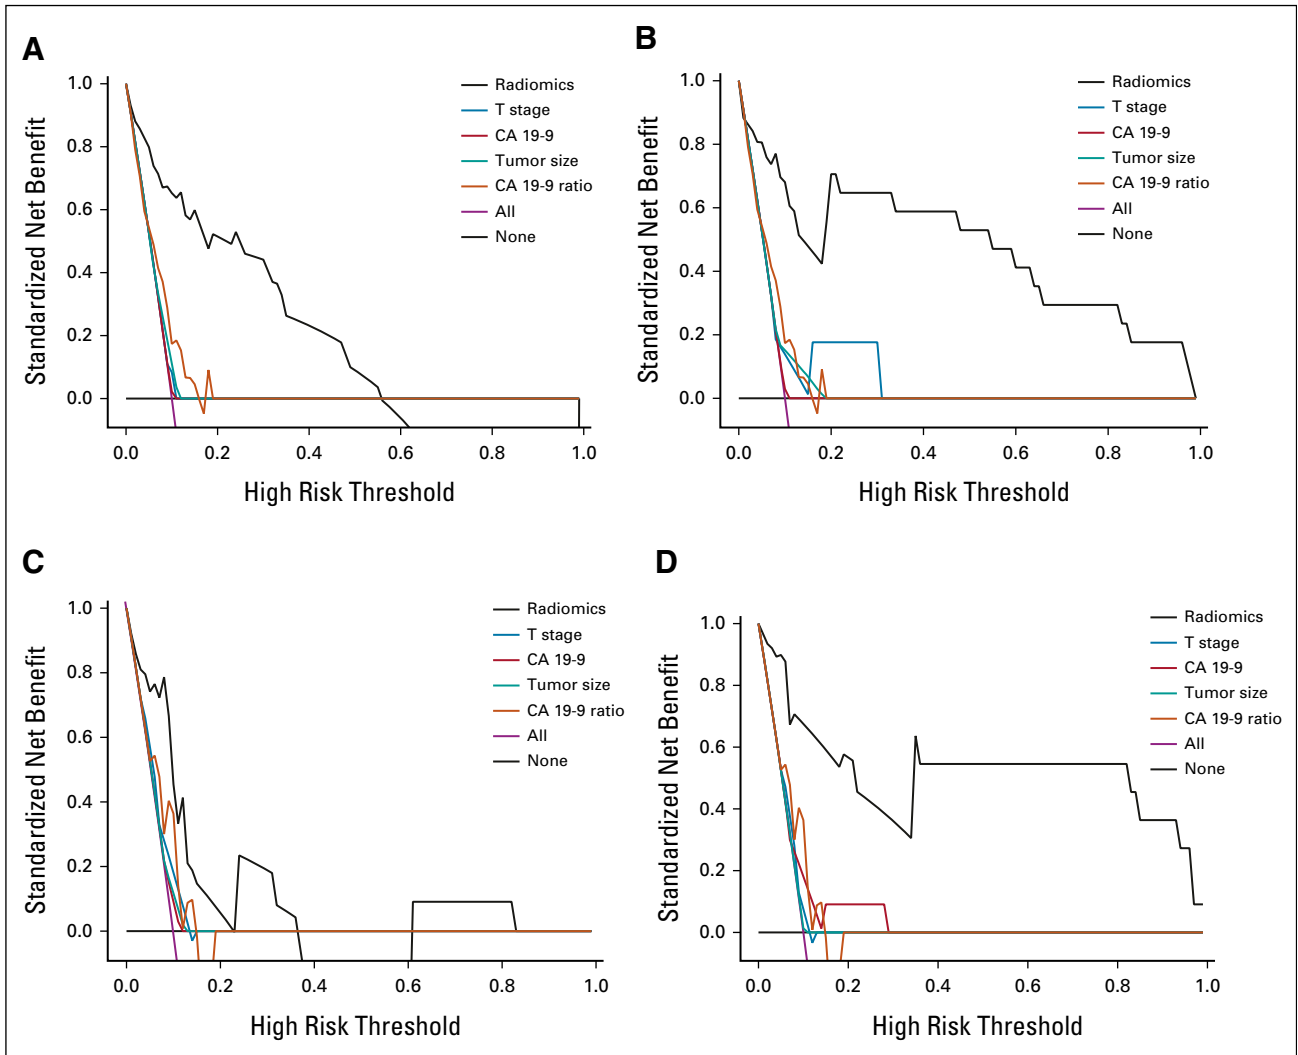 A
Standardized Net Benefit
1.0
0.8
0.6
0.4
0.2
0.0
0.0 0.2 0.4 0.6 0.8 1.0
High Risk Threshold
Radiomics
T stage
CA 19-9
Tumor size
CA 19-9 ratio
All
None
B
Standardized Net Benefit
1.0
0.8
0.6
0.4
0.2
0.0
0.0 0.2 0.4 0.6 0.8 1.0
High Risk Threshold
Radiomics
T stage
CA 19-9
Tumor size
CA 19-9 ratio
All
None
C
Standardized Net Benefit
1.0
0.8
0.6
0.4
0.2
0.0
0.0 0.2 0.4 0.6 0.8 1.0
High Risk Threshold
Radiomics
T stage
CA 19-9
Tumor size
CA 19-9 ratio
All
None
D
Standardized Net Benefit
1.0
0.8
0.6
0.4
0.2
0.0
0.0 0.2 0.4 0.6 0.8 1.0
High Risk Threshold
Radiomics
T stage
CA 19-9
Tumor size
CA 19-9 ratio
All
None